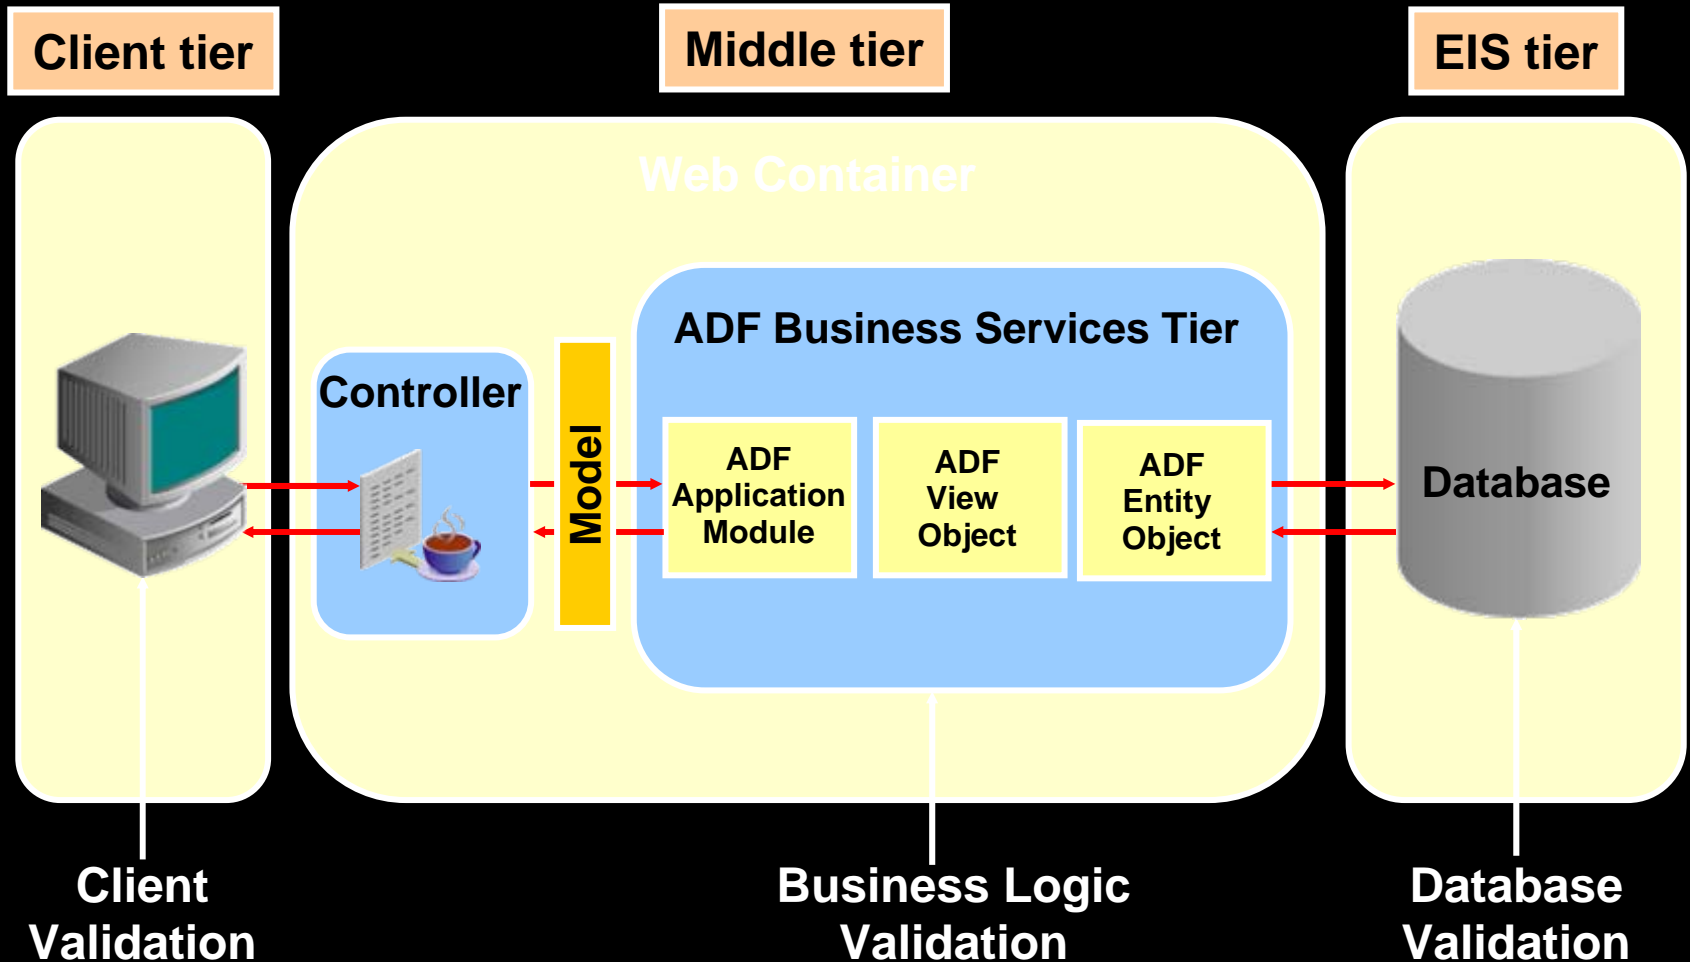 Client tier
Middle tier
EIS tier
Web Container
ADF Business Services Tier
Controller
Model
ADF
Application
Module
ADF
View
Object
ADF
Entity
Object
Database
Client
Validation
Business Logic
Validation
Database
Validation